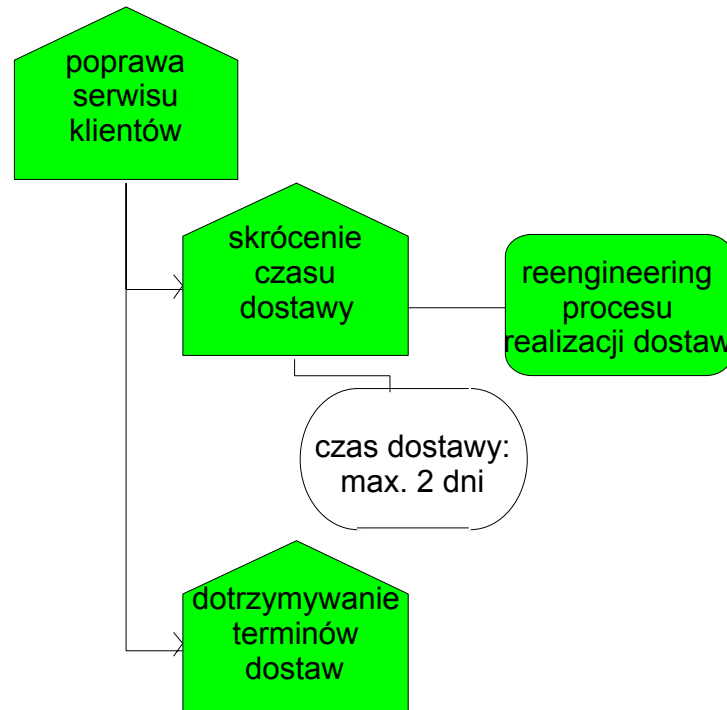 poprawa
serwisu
klientów
skrócenie
czasu
dostawy
reengineering
procesu
realizacji dostaw
czas dostawy:
max. 2 dni
dotrzymywanie
terminów
dostaw